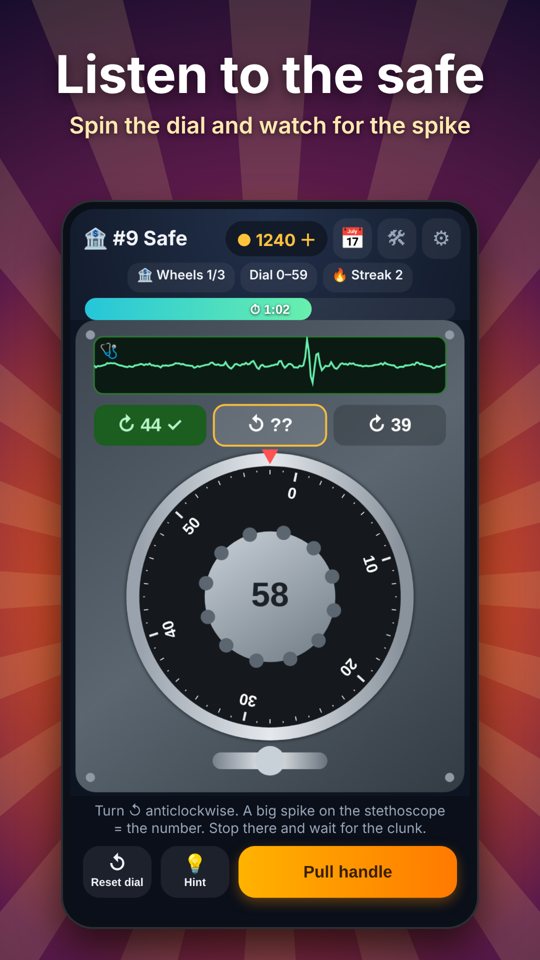 Listen to the safe
Spin the dial and watch for the spike
#9 Safe
1240 +
July
17
Wheels 1/3
Dial 0–59
Streak 2
1:02
44 ✓
??
39
0
10
20
30
40
50
58
Turn ↺ anticlockwise. A big spike on the stethoscope
= the number. Stop there and wait for the clunk.
Reset dial
Hint
Pull handle